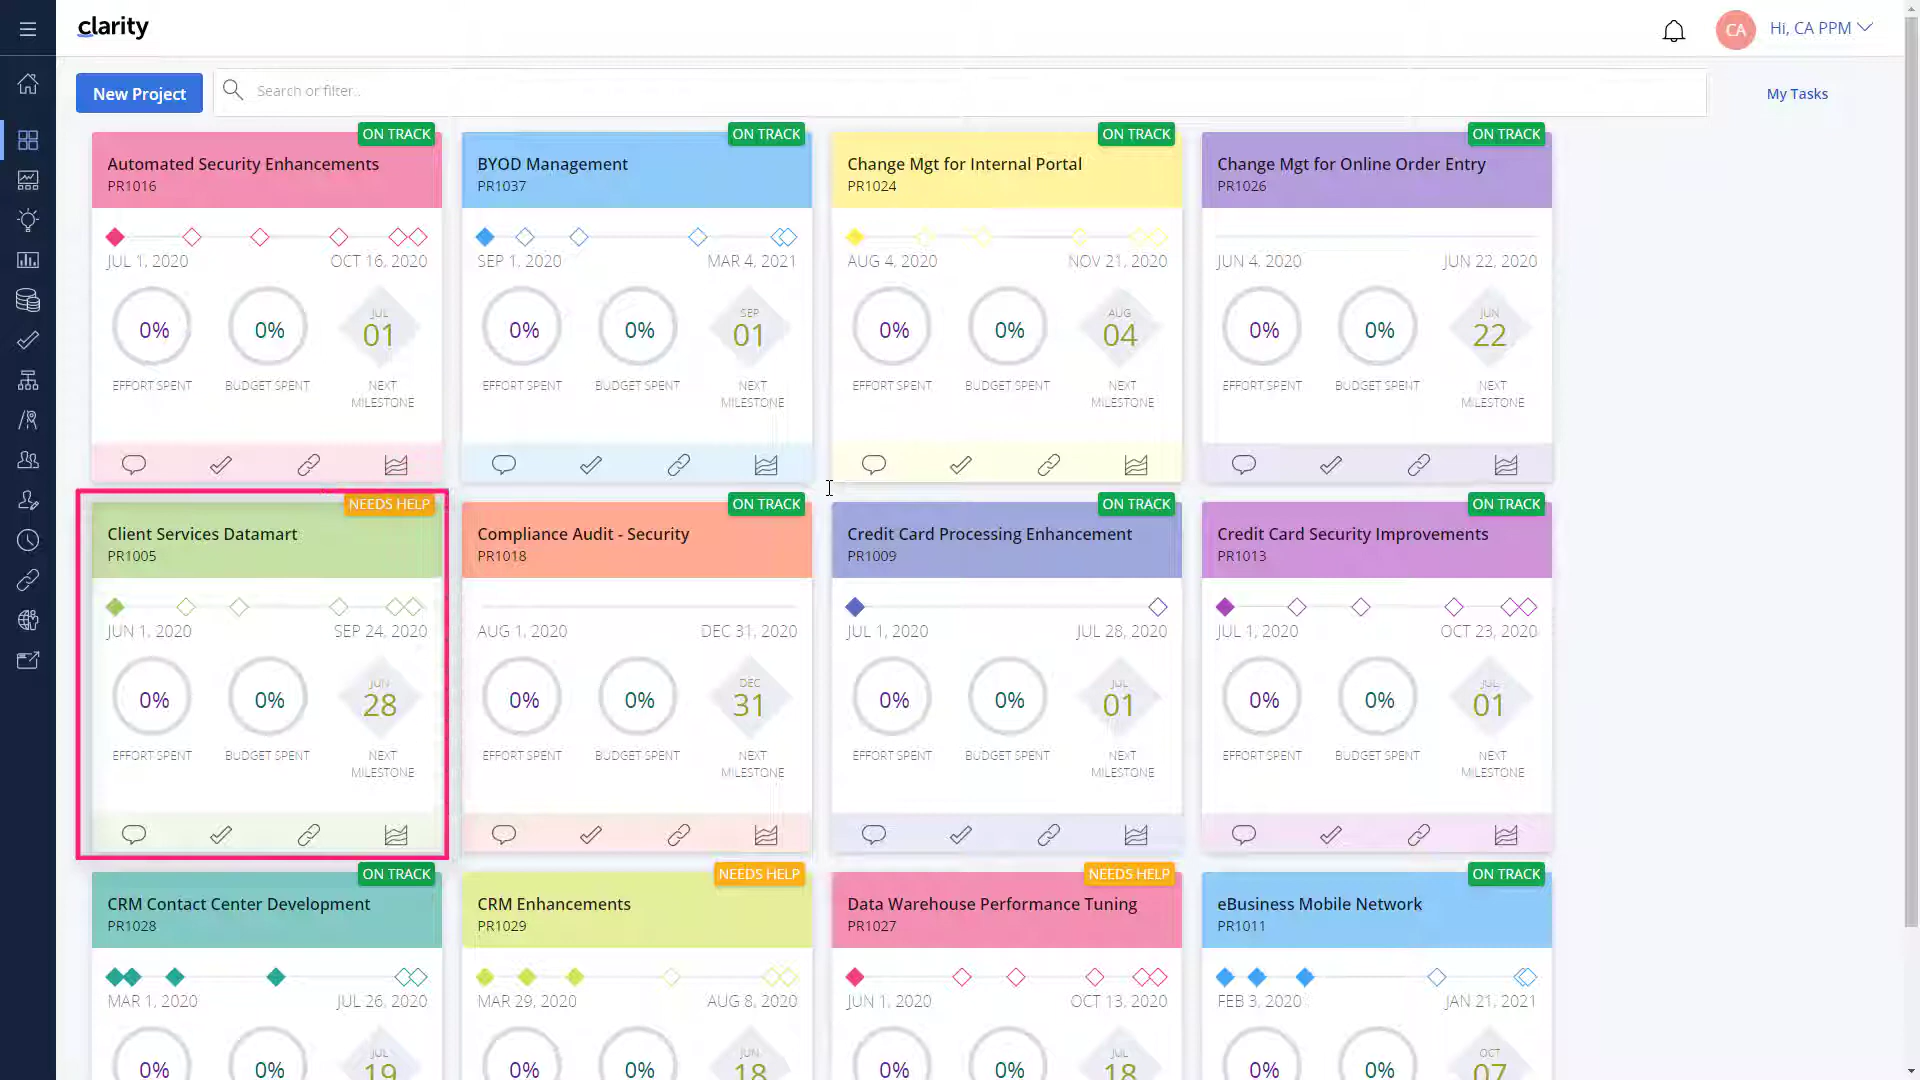 clarity
CA
Hi, CA PPM
New Project
Search or filter..
My Tasks
ON TRACK
Automated Security Enhancements
PR1016
JUL 1, 2020
OCT 16, 2020
0%
0%
JUL
01
EFFORT SPENT
BUDGET SPENT
NEXT
MILESTONE
ON TRACK
BYOD Management
PR1037
SEP 1, 2020
MAR 4, 2021
0%
0%
SEP
01
EFFORT SPENT
BUDGET SPENT
NEXT
MILESTONE
ON TRACK
Change Mgt for Internal Portal
PR1024
AUG 4, 2020
NOV 21, 2020
0%
0%
AUG
04
EFFORT SPENT
BUDGET SPENT
NEXT
MILESTONE
ON TRACK
Change Mgt for Online Order Entry
PR1026
JUN 4, 2020
JUN 22, 2020
0%
0%
JUN
22
EFFORT SPENT
BUDGET SPENT
NEXT
MILESTONE
NEEDS HELP
Client Services Datamart
PR1005
JUN 1, 2020
SEP 24, 2020
0%
0%
JUN
28
EFFORT SPENT
BUDGET SPENT
NEXT
MILESTONE
ON TRACK
Compliance Audit - Security
PR1018
AUG 1, 2020
DEC 31, 2020
0%
0%
DEC
31
EFFORT SPENT
BUDGET SPENT
NEXT
MILESTONE
ON TRACK
Credit Card Processing Enhancement
PR1009
JUL 1, 2020
JUL 28, 2020
0%
0%
JUL
01
EFFORT SPENT
BUDGET SPENT
NEXT
MILESTONE
ON TRACK
Credit Card Security Improvements
PR1013
JUL 1, 2020
OCT 23, 2020
0%
0%
JUL
01
EFFORT SPENT
BUDGET SPENT
NEXT
MILESTONE
ON TRACK
CRM Contact Center Development
PR1028
MAR 1, 2020
JUL 26, 2020
0%
0%
JUL
19
NEEDS HELP
CRM Enhancements
PR1029
MAR 29, 2020
AUG 8, 2020
0%
0%
JUN
18
NEEDS HELP
Data Warehouse Performance Tuning
PR1027
JUN 1, 2020
OCT 13, 2020
0%
0%
JUL
18
ON TRACK
eBusiness Mobile Network
PR1011
FEB 3, 2020
JAN 21, 2021
0%
0%
OCT
07